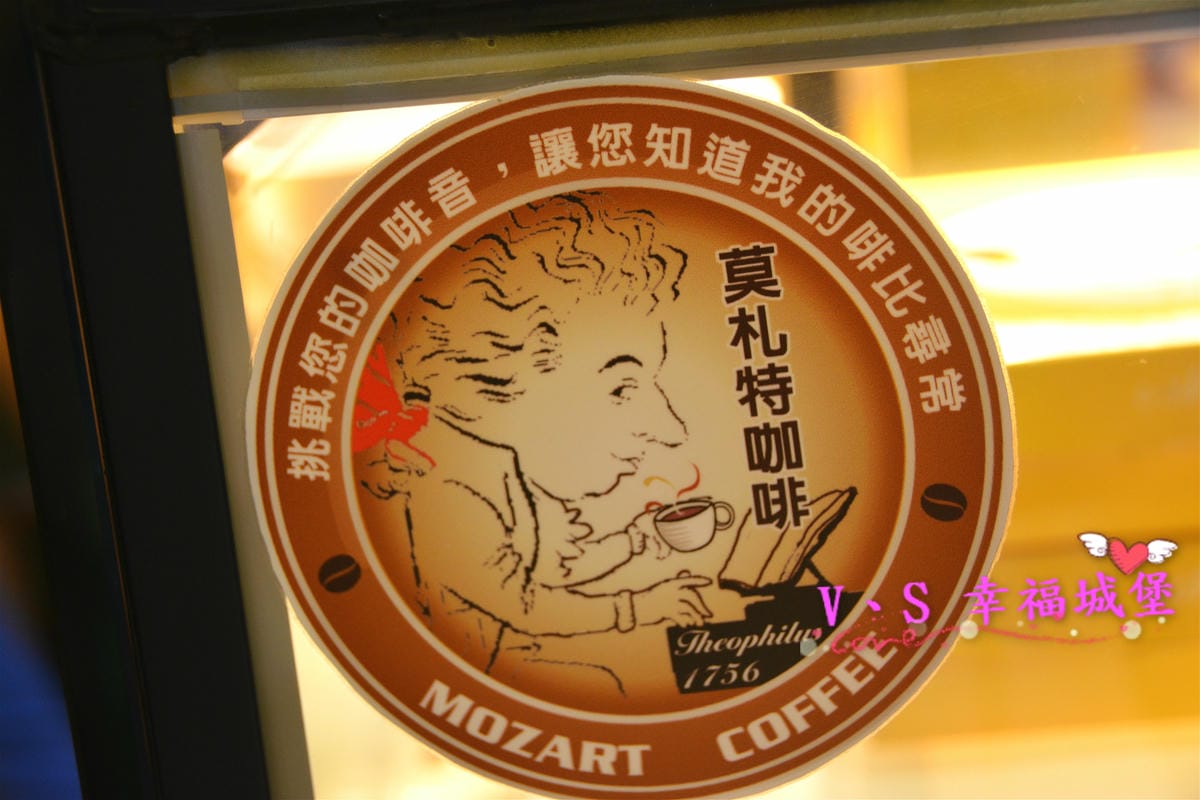 挑戰您的咖啡音，讓您知道我的啡比尋常
莫札特咖啡
Theophilus
1756
MOZART COFFEE
V、S 幸福城堡